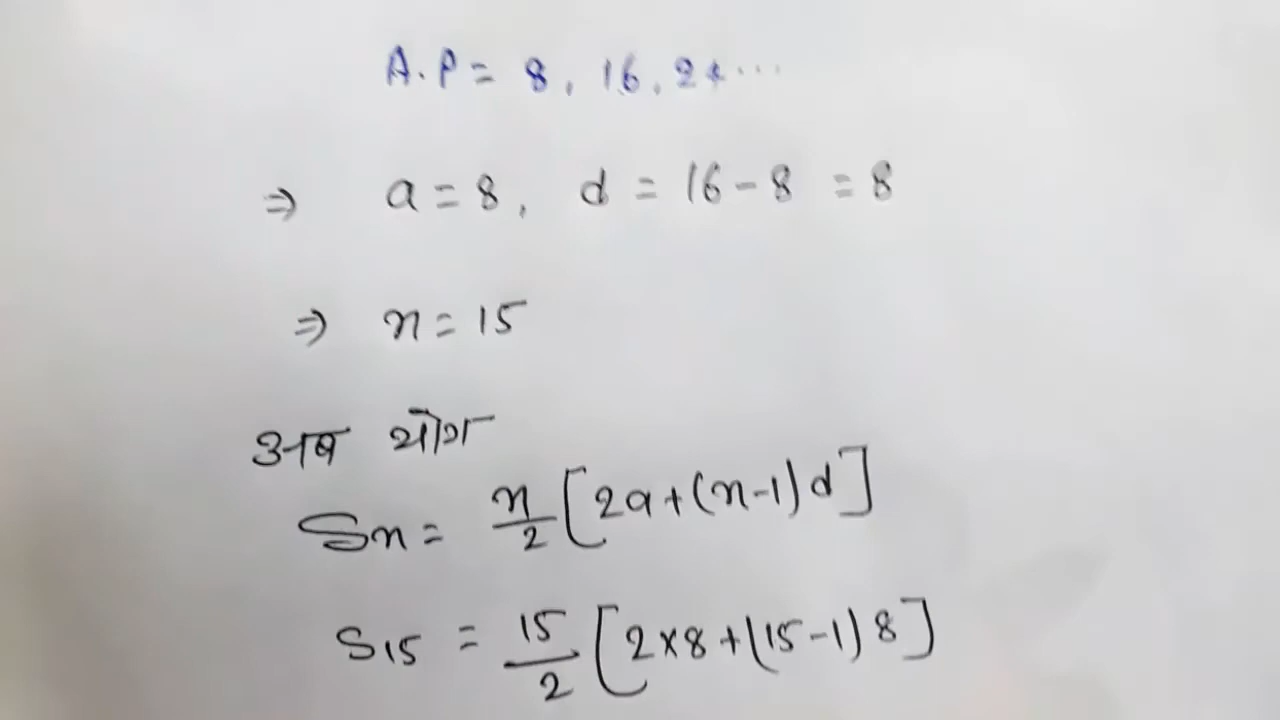 A.P = 8, 16, 24...
⇒ a = 8, d = 16 - 8 = 8
⇒ n = 15
अब योग
Sn = n/2 [2a + (n-1) d]
S15 = 15/2 [2×8 + (15-1) 8]